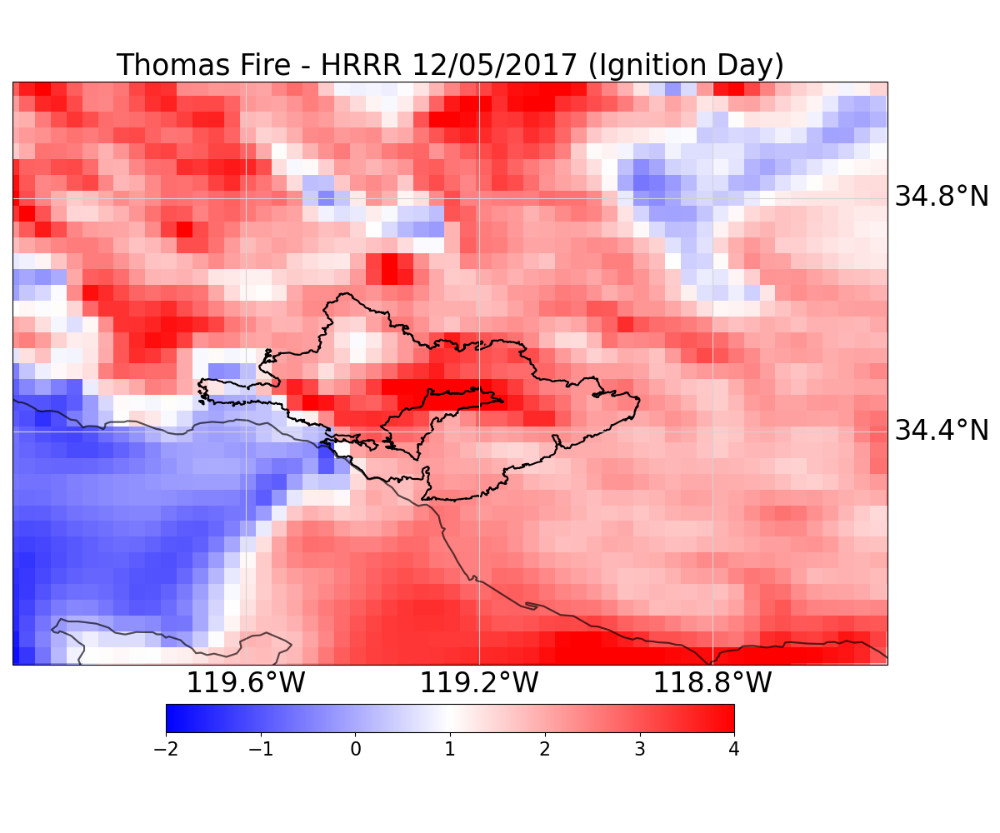 Thomas Fire - HRRR 12/05/2017 (Ignition Day)
34.8°N
34.4°N
119.6°W 119.2°W 118.8°W
−2 −1 0 1 2 3 4